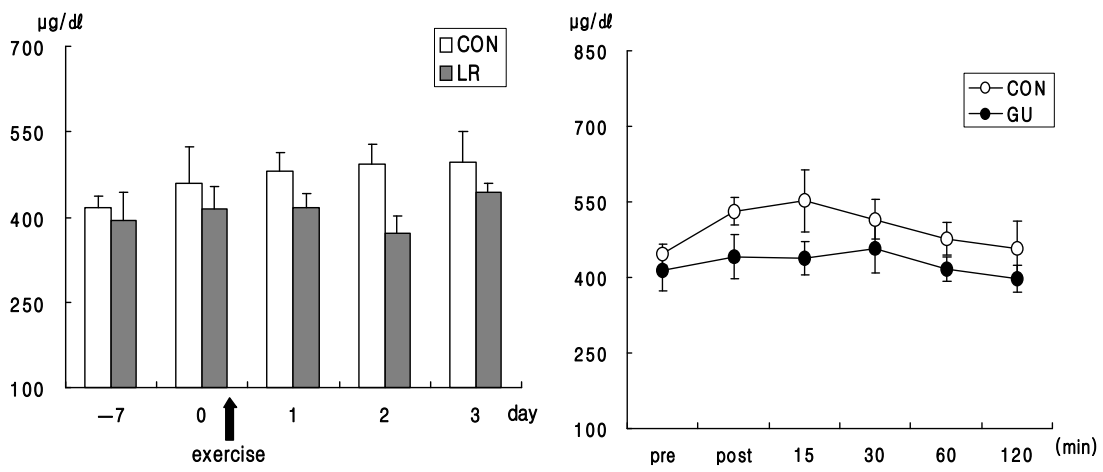 μg/dℓ
700
550
400
250
100
CON
LR
−7 0 1 2 3 day
exercise
μg/dℓ
850
700
550
400
250
100
CON
GU
pre post 15 30 60 120 (min)